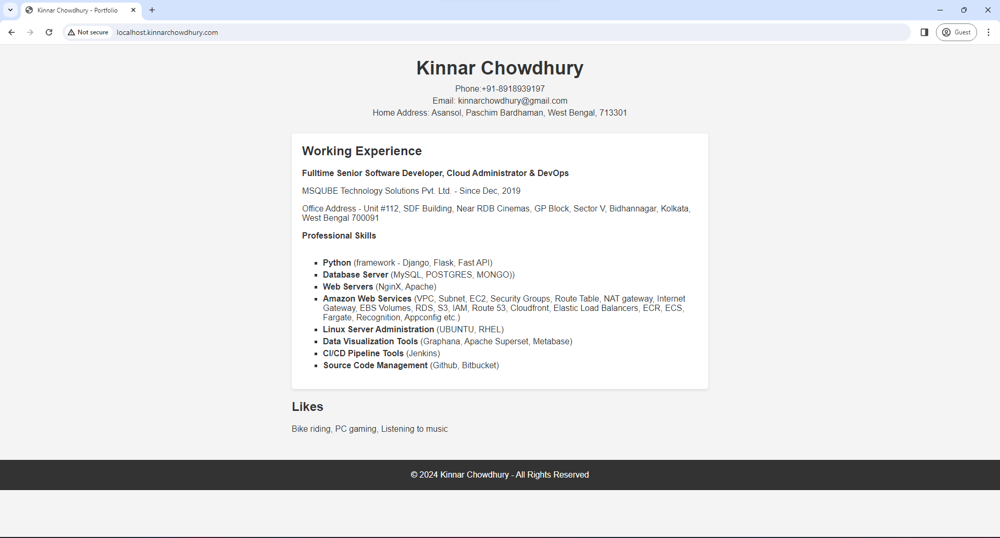 Kinnar Chowdhury - Portfolio
Not secure
localhost.kinnarchowdhury.com
Guest
Kinnar Chowdhury
Phone:+91-8918939197
Email: kinnarchowdhury@gmail.com
Home Address: Asansol, Paschim Bardhaman, West Bengal, 713301
Working Experience
Fulltime Senior Software Developer, Cloud Administrator & DevOps
MSQUBE Technology Solutions Pvt. Ltd. - Since Dec, 2019
Office Address - Unit #112, SDF Building, Near RDB Cinemas, GP Block, Sector V, Bidhannagar, Kolkata,
West Bengal 700091
Professional Skills
Python (framework - Django, Flask, Fast API)
Database Server (MySQL, POSTGRES, MONGO))
Web Servers (NginX, Apache)
Amazon Web Services (VPC, Subnet, EC2, Security Groups, Route Table, NAT gateway, Internet
Gateway, EBS Volumes, RDS, S3, IAM, Route 53, Cloudfront, Elastic Load Balancers, ECR, ECS,
Fargate, Recognition, Appconfig etc.)
Linux Server Administration (UBUNTU, RHEL)
Data Visualization Tools (Graphana, Apache Superset, Metabase)
CI/CD Pipeline Tools (Jenkins)
Source Code Management (Github, Bitbucket)
Likes
Bike riding, PC gaming, Listening to music
© 2024 Kinnar Chowdhury - All Rights Reserved